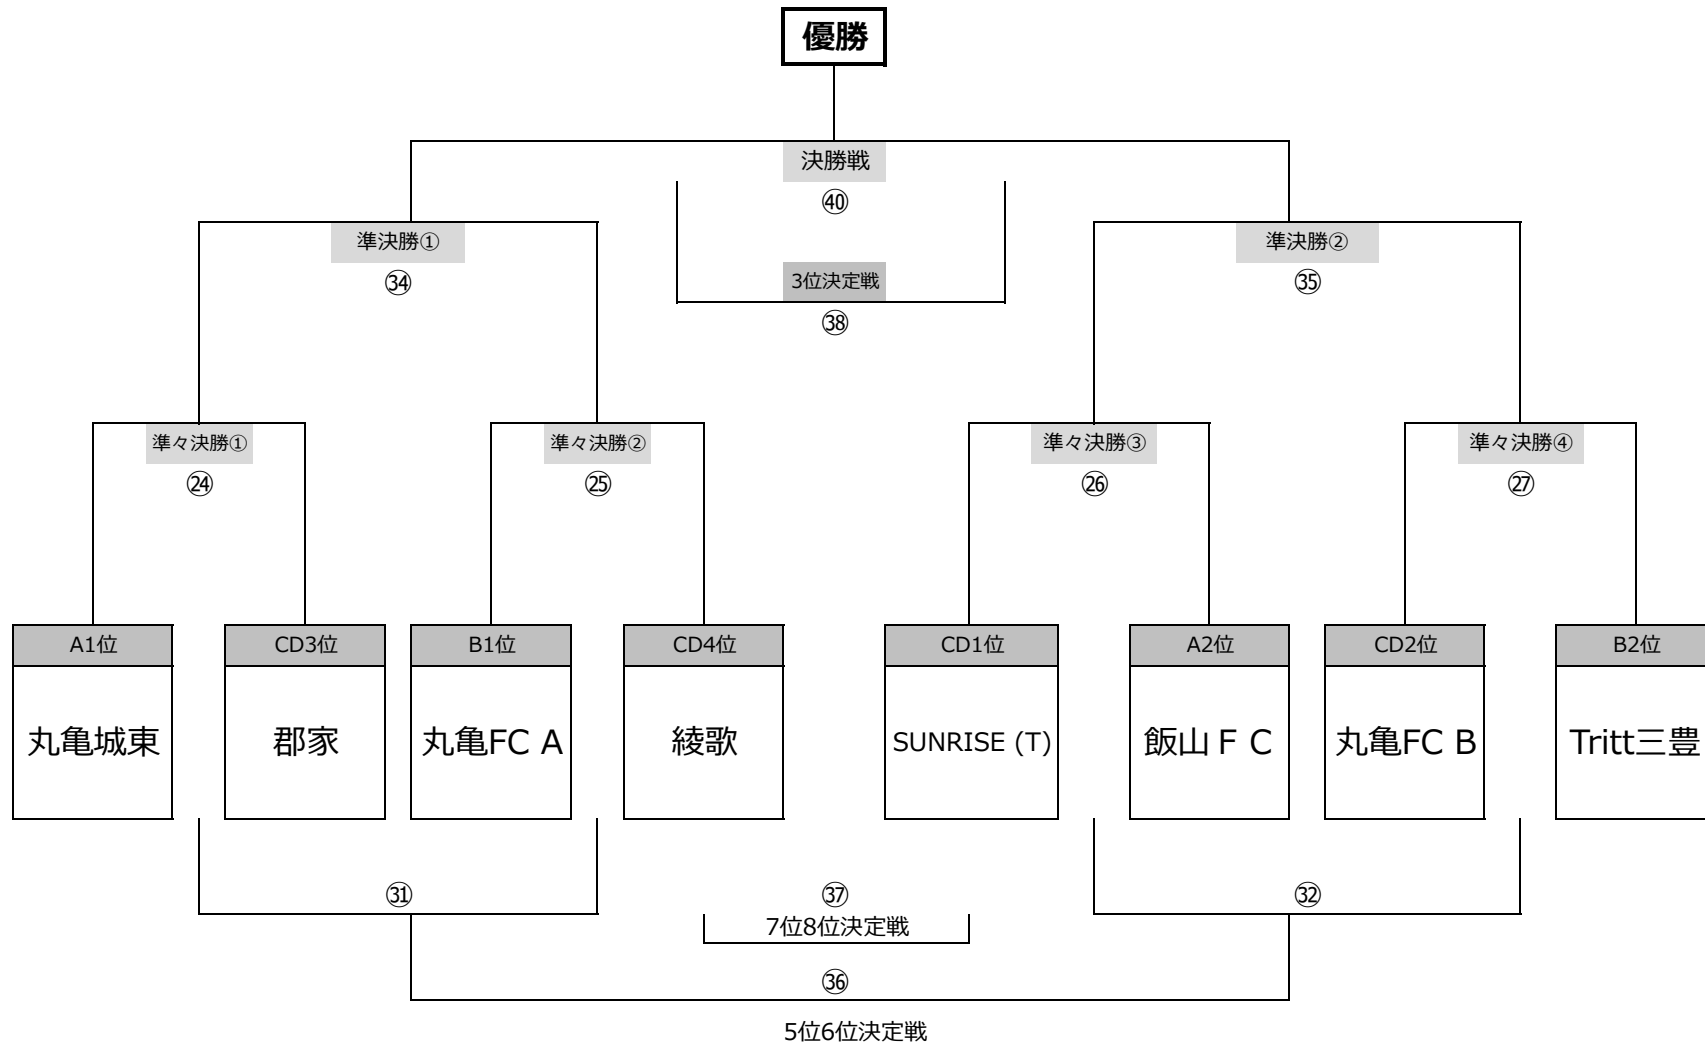 優勝
決勝戦
㊵
準決勝①
準決勝②
㉞
3位決定戦
㉟
㊳
準々決勝①
準々決勝②
準々決勝③
準々決勝④
㉔
㉕
㉖
㉗
A1位
CD3位
B1位
CD4位
CD1位
A2位
CD2位
B2位
丸亀城東
郡家
丸亀FC A
綾歌
SUNRISE (T)
飯山ＦＣ
丸亀FC B
Tritt三豊
㉛
㊲
㉜
7位8位決定戦
㊱
5位6位決定戦